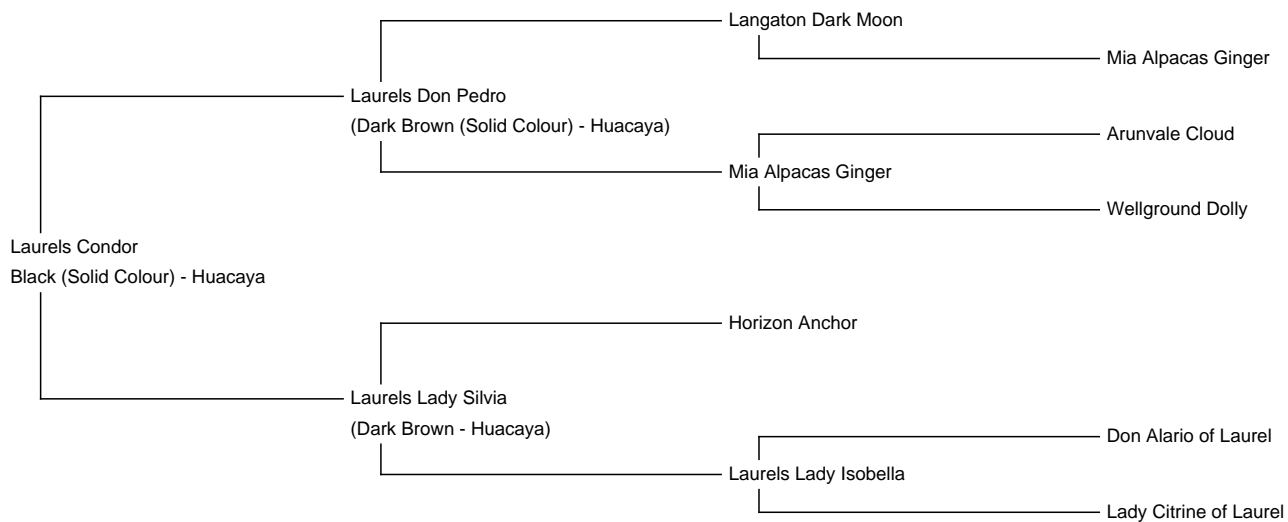 Langaton Dark Moon
Mia Alpacas Ginger
Laurels Don Pedro
(Dark Brown (Solid Colour) - Huacaya)
Arunvale Cloud
Mia Alpacas Ginger
Wellground Dolly
Laurels Condor
Black (Solid Colour) - Huacaya
Horizon Anchor
Laurels Lady Silvia
(Dark Brown - Huacaya)
Don Alario of Laurel
Laurels Lady Isobella
Lady Citrine of Laurel